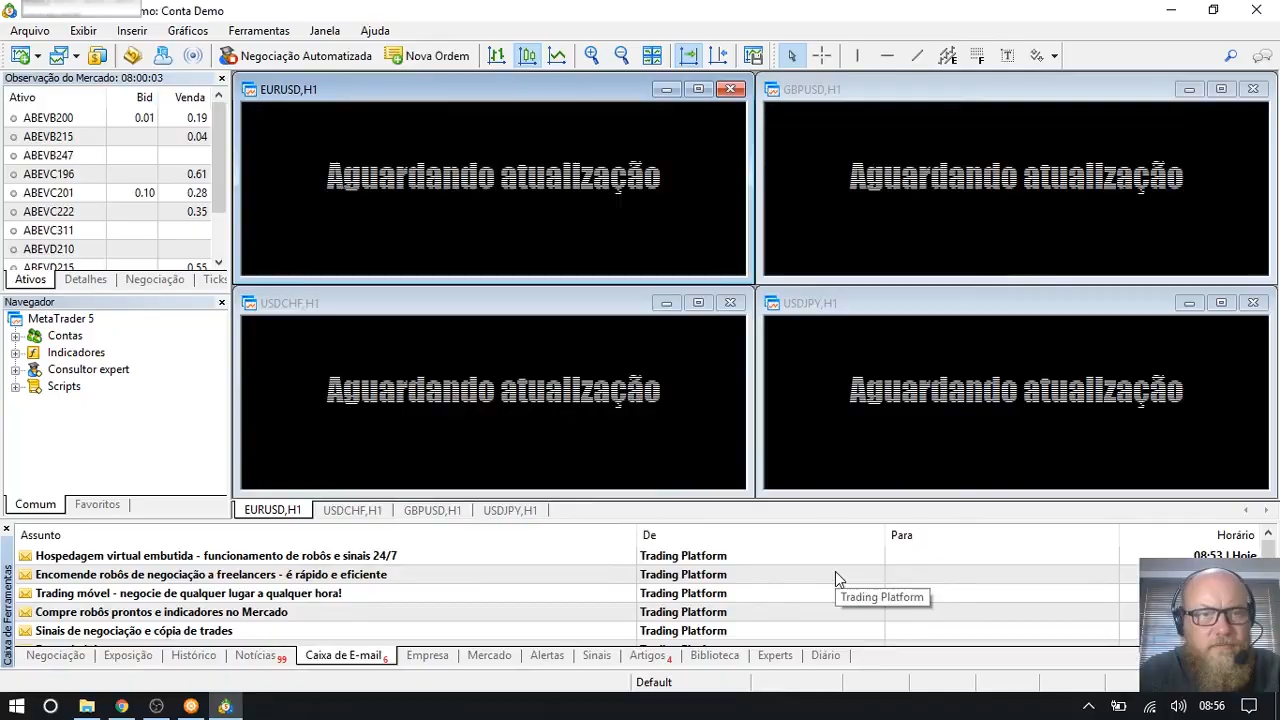 mo: Conta Demo
Arquivo Exibir Inserir Gráficos Ferramentas Janela Ajuda
Negociação Automatizada Nova Ordem
Observação do Mercado: 08:00:03
Ativo Bid Venda
ABEVB200 0.01 0.19
ABEVB215 0.04
ABEVB247
ABEVC196 0.61
ABEVC201 0.10 0.28
ABEVC222 0.35
ABEVC311
ABEVD210
ABEVD215 0.55
Ativos Detalhes Negociação Ticks
Navegador
MetaTrader 5
Contas
Indicadores
Consultor expert
Scripts
Comum Favoritos
EURUSD,H1
Aguardando atualização
GBPUSD,H1
Aguardando atualização
USDCHF,H1
Aguardando atualização
USDJPY,H1
Aguardando atualização
EURUSD,H1 USDCHF,H1 GBPUSD,H1 USDJPY,H1
Caixa de Ferramentas
Assunto De Para Horário
Hospedagem virtual embutida - funcionamento de robôs e sinais 24/7 Trading Platform 08:53 | Hoje
Encomende robôs de negociação a freelancers - é rápido e eficiente Trading Platform
Trading móvel - negocie de qualquer lugar a qualquer hora! Trading Platform
Trading Platform
Compre robôs prontos e indicadores no Mercado Trading Platform
Sinais de negociação e cópia de trades Trading Platform
Negociação Exposição Histórico Notícias 99 Caixa de E-mail 6 Empresa Mercado Alertas Sinais Artigos 4 Biblioteca Experts Diário
Default
08:56